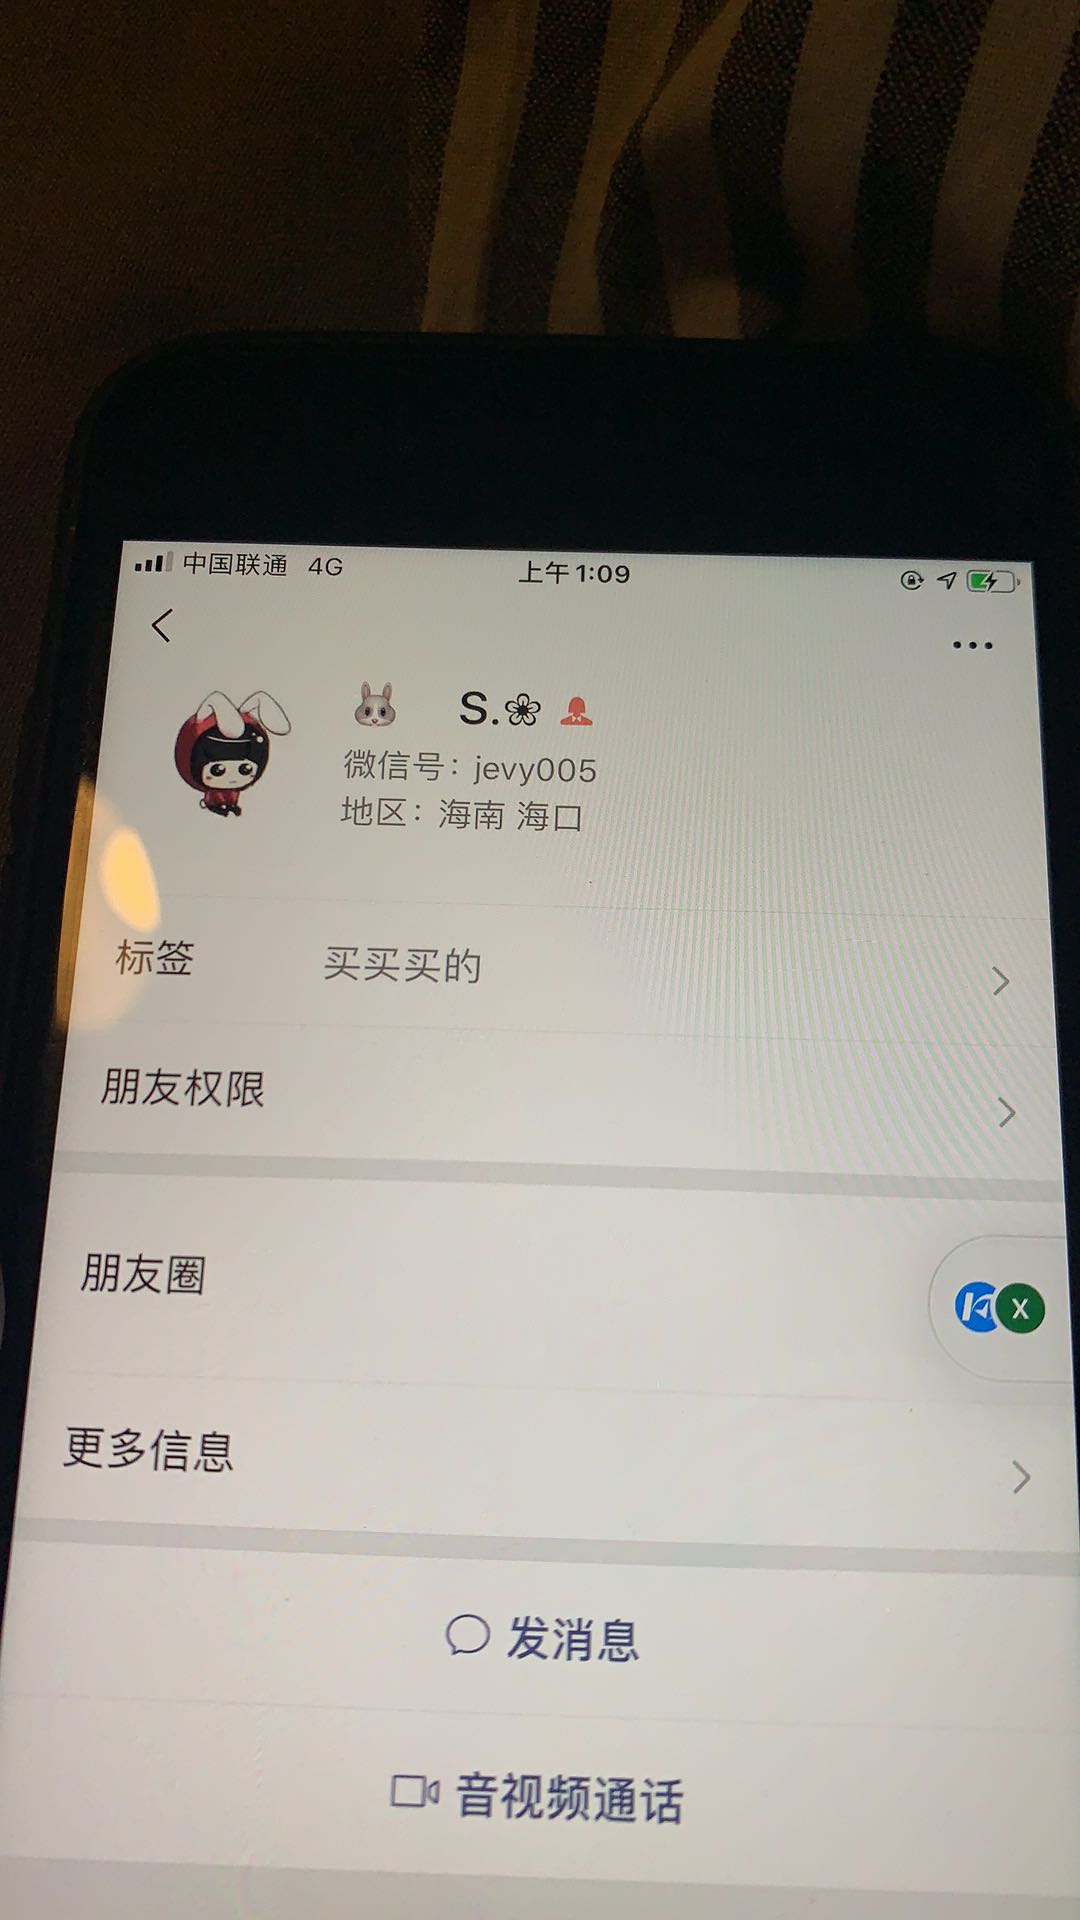 中国联通 4G 上午1:09
S.
微信号：jevy005
地区：海南 海口
标签 买买买的
朋友权限
朋友圈
X
更多信息
发消息
音视频通话